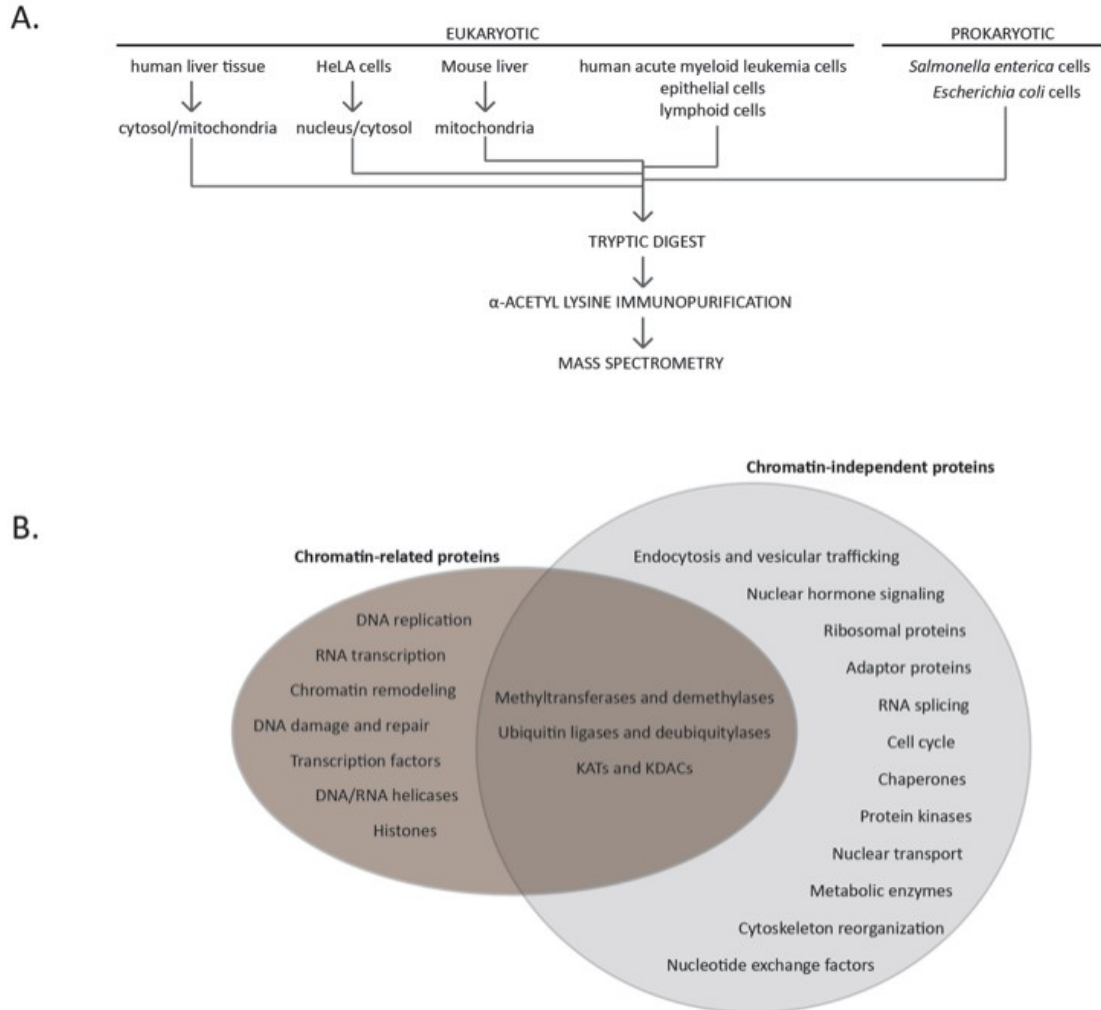 A.
EUKARYOTIC
PROKARYOTIC
human liver tissue
HeLA cells
Mouse liver
human acute myeloid leukemia cells
epithelial cells
lymphoid cells
Salmonella enterica cells
Escherichia coli cells
cytosol/mitochondria
nucleus/cytosol
mitochondria
TRYPTIC DIGEST
α-ACETYL LYSINE IMMUNOPURIFICATION
MASS SPECTROMETRY
B.
Chromatin-related proteins
DNA replication
RNA transcription
Chromatin remodeling
DNA damage and repair
Transcription factors
DNA/RNA helicases
Histones
Methyltransferases and demethylases
Ubiquitin ligases and deubiquitylases
KATs and KDACs
Chromatin-independent proteins
Endocytosis and vesicular trafficking
Nuclear hormone signaling
Ribosomal proteins
Adaptor proteins
RNA splicing
Cell cycle
Chaperones
Protein kinases
Nuclear transport
Metabolic enzymes
Cytoskeleton reorganization
Nucleotide exchange factors